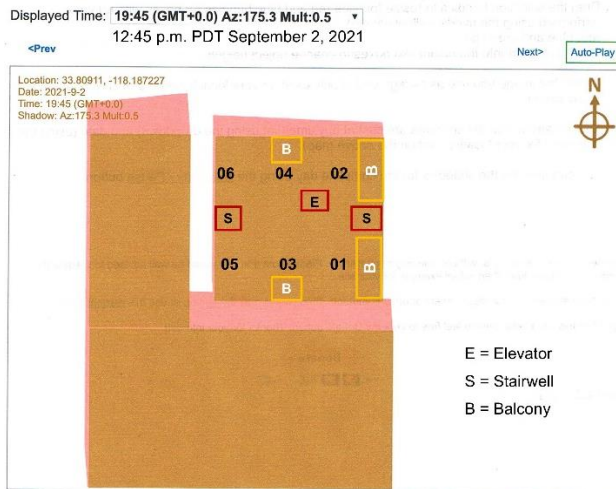 Displayed Time: 19:45 (GMT+0.0) Az:175.3 Mult:0.5
12:45 p.m. PDT September 2, 2021
<Prev
Next>
Auto-Play
Location: 33.80911, -118.187227
Date: 2021-9-2
Time: 19:45 (GMT+0.0)
Shadow: Az:175.3 Mult:0.5
N
B
06 04 02 B
E
S S
05 03 01 B
B
E = Elevator
S = Stairwell
B = Balcony